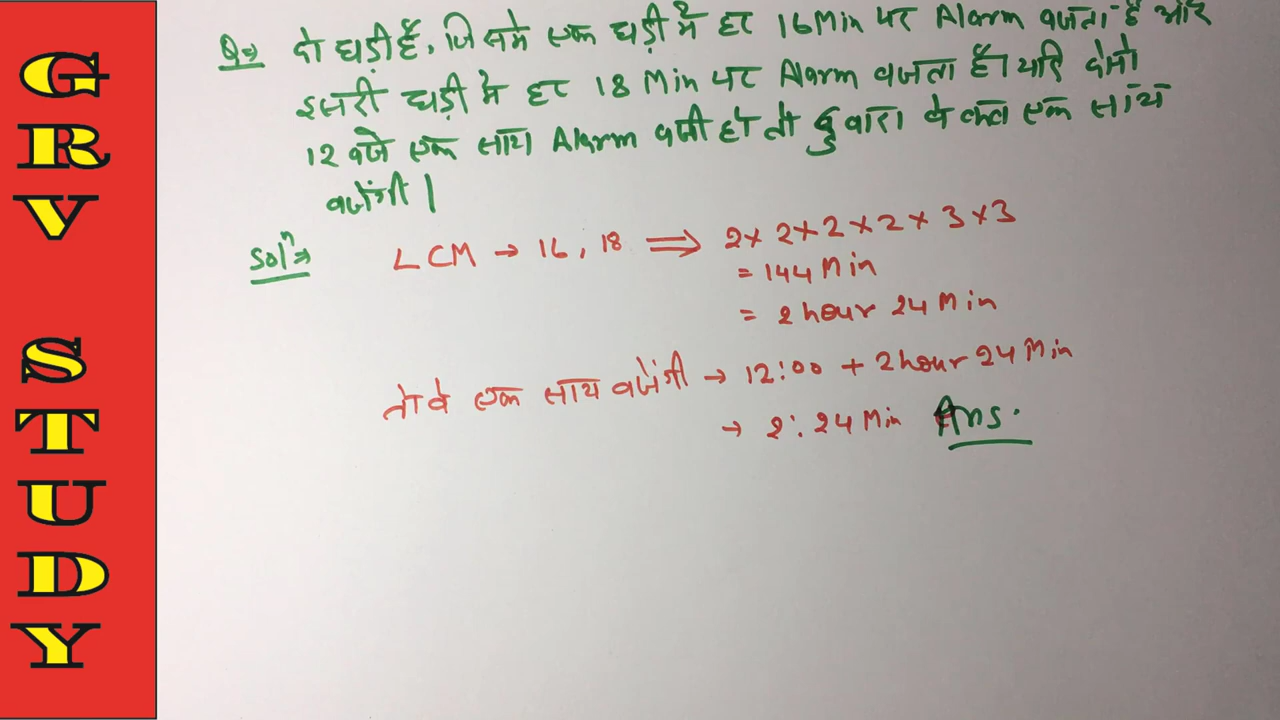 GRV STUDY
Q⇒ दो घड़ी हैं, जिसमे एक घड़ी में हर 16 Min पर Alarm बजता है और
दूसरी घड़ी में हर 18 Min पर Alarm बजता है। यदि दोनो
12 बजे एक साथ Alarm बजी हो तो दुबारा वे कब एक साथ
बजेंगी |
Solⁿ⇒ LCM → 16, 18 ⟹ 2× 2×2×2× 3×3
= 144 Min
= 2 hour 24 Min
तो वे एक साथ बजेंगी → 12:00 + 2 hour 24 Min
→ 2:24 Min Ans.